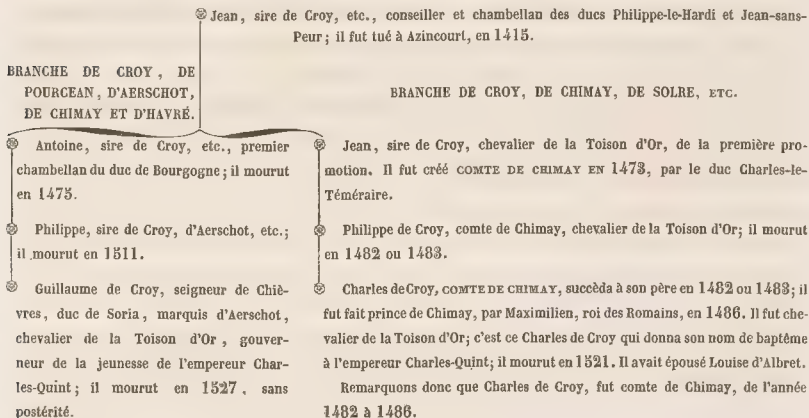 Jean, sire de Croy, etc., conseiller et chambellan des ducs Philippe-le-Hardi et Jean-sans-
Peur; il fut tué à Azincourt, en 1415.
BRANCHE DE CROY, DE
POURCEAN, D'AERSCHOT,
DE CHIMAY ET D'HAVRÉ.
Antoine, sire de Croy, etc., premier
chambellan du duc de Bourgogne; il mourut
en 1475.
Philippe, sire de Croy, d'Aerschot, etc.;
il mourut en 1511.
Guillaume de Croy, seigneur de Chiè-
vres, duc de Soria, marquis d'Aerschot,
chevalier de la Toison d'Or, gouver-
neur de la jeunesse de l'empereur Char-
les-Quint; il mourut en 1527, sans
postérité.
BRANCHE DE CROY, DE CHIMAY, DE SOLRE, ETC.
Jean, sire de Croy, chevalier de la Toison d'Or, de la première pro-
motion. Il fut créé COMTE DE CHIMAY EN 1473, par le duc Charles-le-
Téméraire.
Philippe de Croy, comte de Chimay, chevalier de la Toison d'Or; il mourut
en 1482 ou 1483.
Charles de Croy, COMTE DE CHIMAY, succèda à son père en 1482 ou 1483; il
fut fait prince de Chimay, par Maximilien, roi des Romains, en 1486. Il fut che-
valier de la Toison d'Or; c'est ce Charles de Croy qui donna son nom de baptême
à l'empereur Charles-Quint; il mourut en 1521. Il avait épousé Louise d'Albret.
Remarquons donc que Charles de Croy, fut comte de Chimay, de l'année
1482 à 1486.